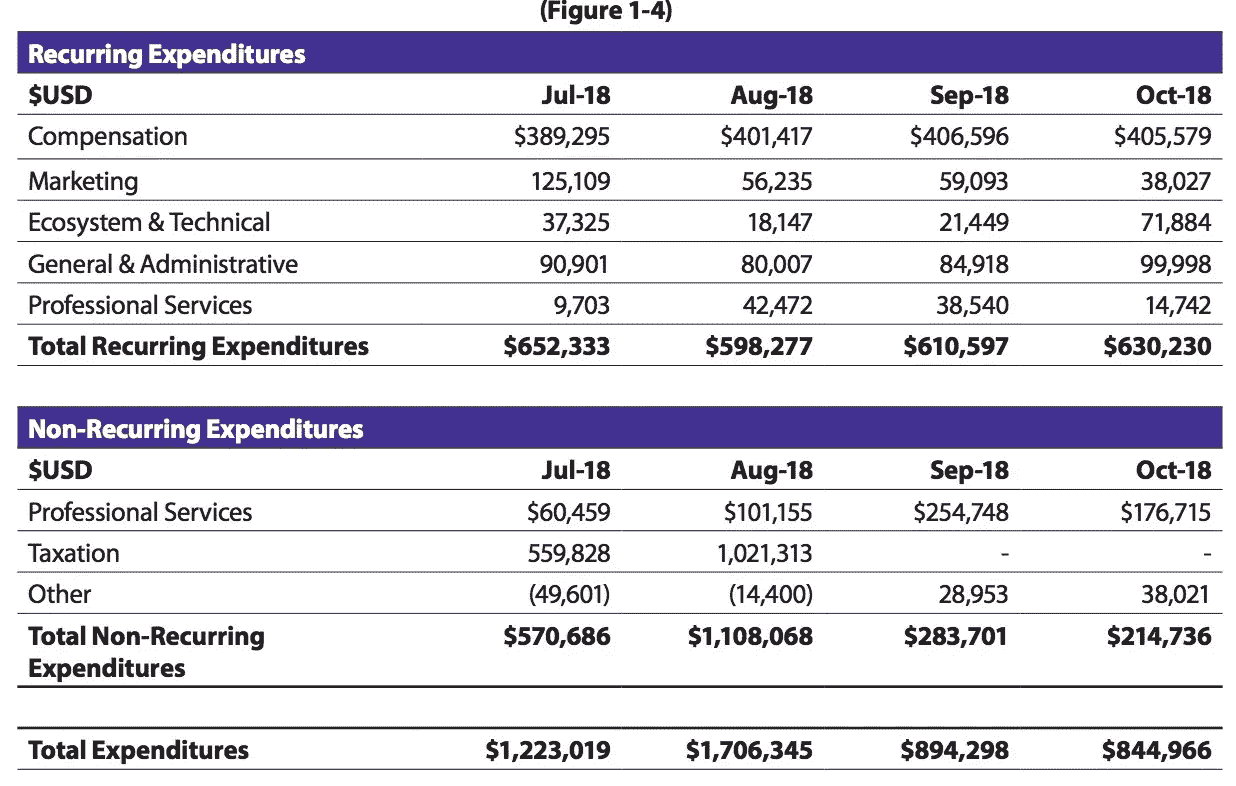 (Figure 1-4)
Recurring Expenditures
$USD Jul-18 Aug-18 Sep-18 Oct-18
Compensation $389,295 $401,417 $406,596 $405,579
Marketing 125,109 56,235 59,093 38,027
Ecosystem & Technical 37,325 18,147 21,449 71,884
General & Administrative 90,901 80,007 84,918 99,998
Professional Services 9,703 42,472 38,540 14,742
Total Recurring Expenditures $652,333 $598,277 $610,597 $630,230
Non-Recurring Expenditures
$USD Jul-18 Aug-18 Sep-18 Oct-18
Professional Services $60,459 $101,155 $254,748 $176,715
Taxation 559,828 1,021,313 - -
Other (49,601) (14,400) 28,953 38,021
Total Non-Recurring $570,686 $1,108,068 $283,701 $214,736
Expenditures
Total Expenditures $1,223,019 $1,706,345 $894,298 $844,966